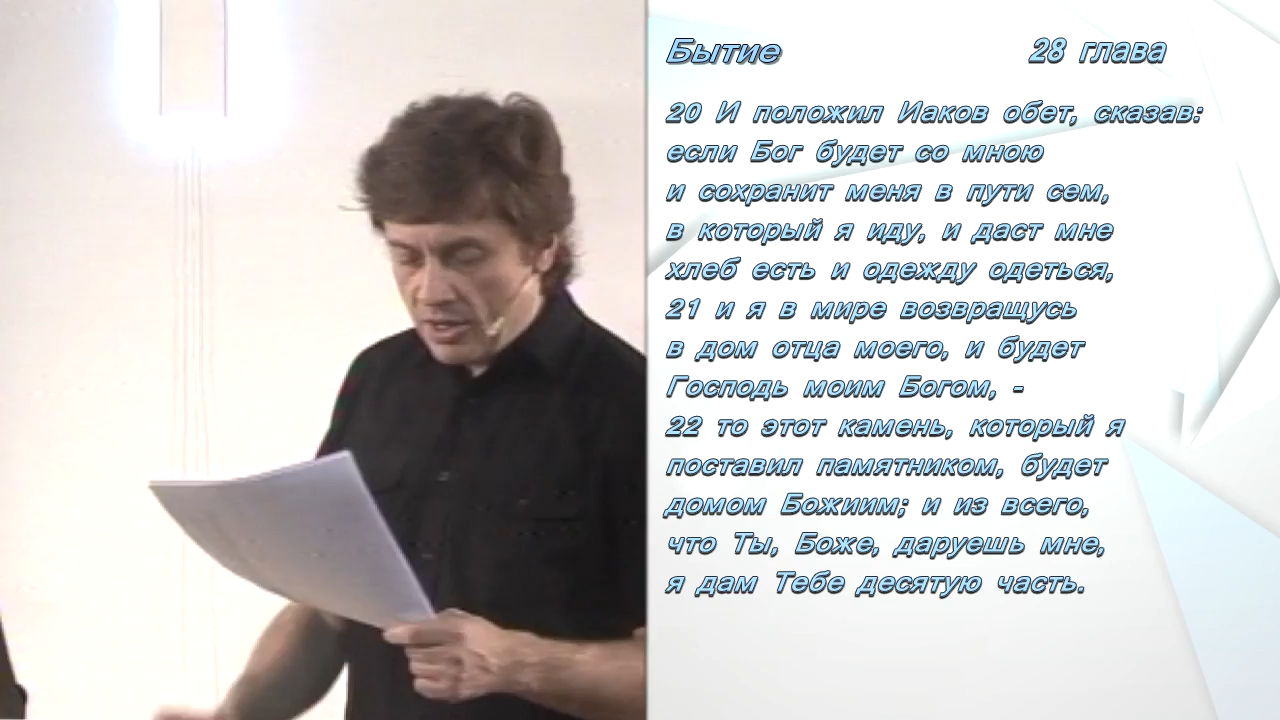 Бытие 28 глава
20 И положил Иаков обет, сказав:
если Бог будет со мною
и сохранит меня в пути сем,
в который я иду, и даст мне
хлеб есть и одежду одеться,
21 и я в мире возвращусь
в дом отца моего, и будет
Господь моим Богом, -
22 то этот камень, который я
поставил памятником, будет
домом Божиим; и из всего,
что Ты, Боже, даруешь мне,
я дам Тебе десятую часть.